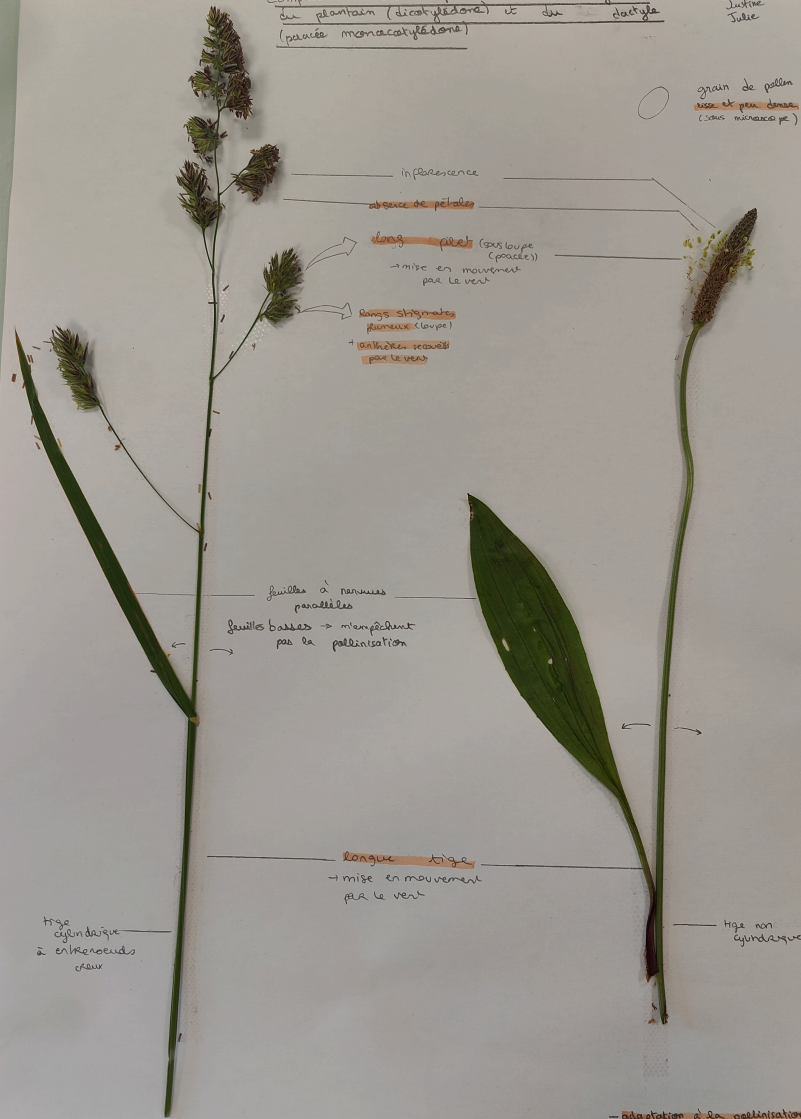 du plantain (dicotylédone) et du dactyle
(poacée monocotylédone)
Justine
Julie
grain de pollen
lisse et peu dense
(sous microscope)
inflorescence
absence de pétales
long filet (sous loupe
(poacée))
→ mise en mouvement
par le vent
longs stigmates
plumeux (loupe)
+ anthères secouées
par le vent
feuilles à nervures
parallèles
feuilles basses → n'empêchent
pas la pollinisation
longue tige
→ mise en mouvement
par le vent
tige
cylindrique
à entrenoeuds
creux
tige non
cylindrique
adaptation à la pollinisation